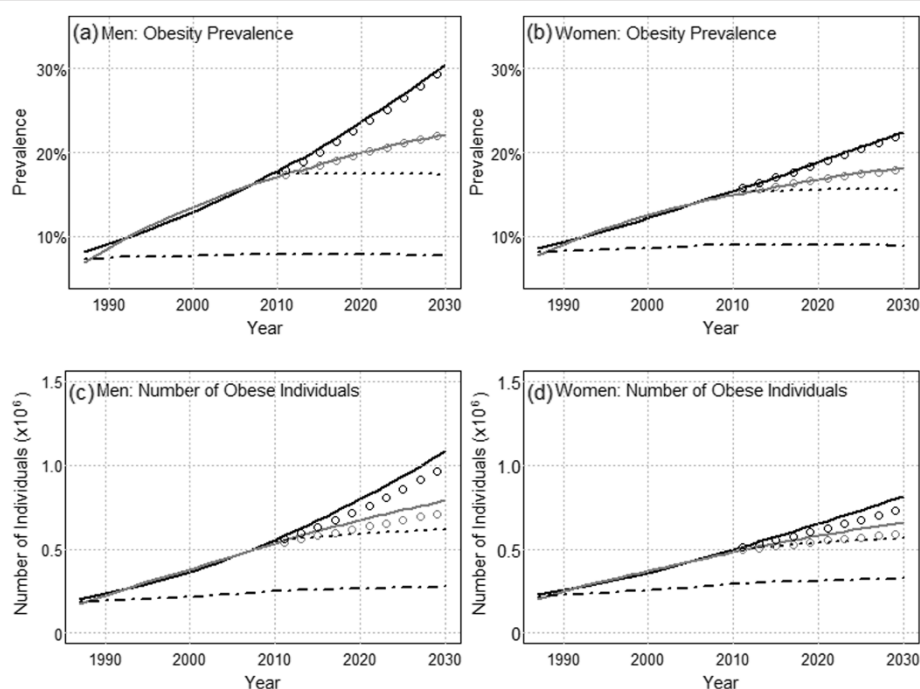 (a) Men: Obesity Prevalence
30%
20%
10%
Prevalence
1990 2000 2010 2020 2030
Year
(b) Women: Obesity Prevalence
30%
20%
10%
Prevalence
1990 2000 2010 2020 2030
Year
(c) Men: Number of Obese Individuals
1.5
1.0
0.5
0
Number of Individuals (x10⁶)
1990 2000 2010 2020 2030
Year
(d) Women: Number of Obese Individuals
1.5
1.0
0.5
0
Number of Individuals (x10⁶)
1990 2000 2010 2020 2030
Year